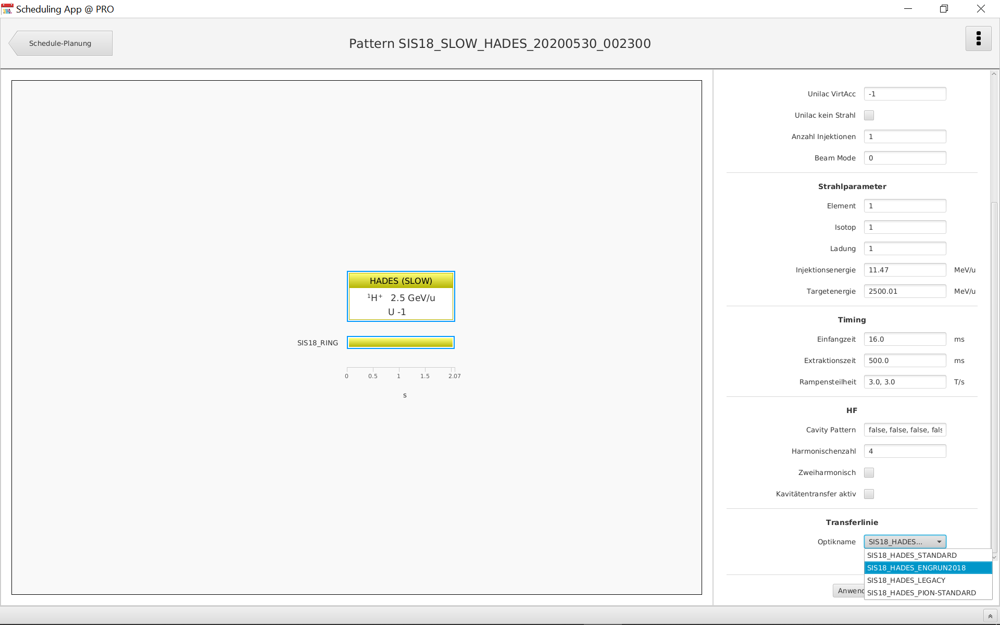 Scheduling App @ PRO
Schedule-Planung
Pattern SIS18_SLOW_HADES_20200530_002300
HADES (SLOW)
¹H⁺ 2.5 GeV/u
U -1
SIS18_RING
0 0.5 1 1.5 2.07
s
Unilac VirtAcc -1
Unilac kein Strahl
Anzahl Injektionen 1
Beam Mode 0
Strahlparameter
Element 1
Isotop 1
Ladung 1
Injektionsenergie 11.47 MeV/u
Targetenergie 2500.01 MeV/u
Timing
Einfangzeit 16.0 ms
Extraktionszeit 500.0 ms
Rampensteilheit 3.0, 3.0 T/s
HF
Cavity Pattern false, false, false, fals
Harmonischenzahl 4
Zweiharmonisch
Kavitätentransfer aktiv
Transferlinie
Optikname SIS18_HADES...
SIS18_HADES_STANDARD
SIS18_HADES_ENGRUN2018
SIS18_HADES_LEGACY
SIS18_HADES_PION-STANDARD
Anwend